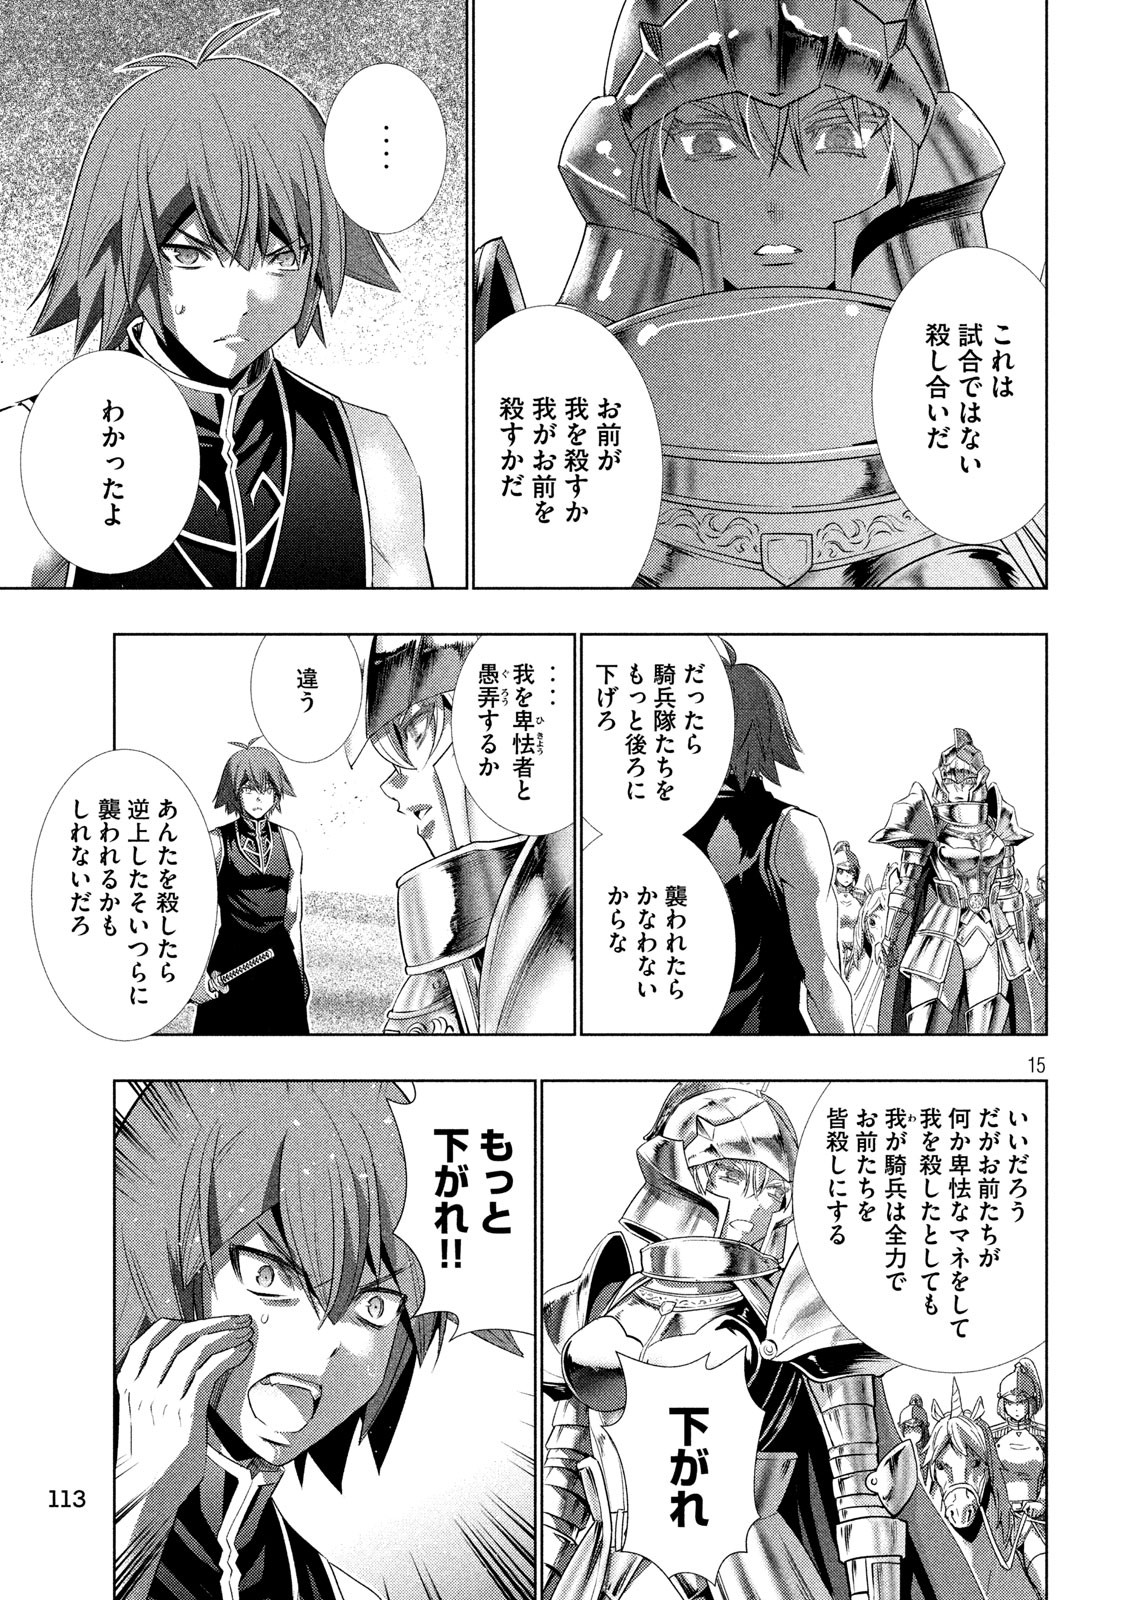 これは
試合ではない
殺し合いだ
お前が
我を殺すか
我がお前を
殺すかだ
‥‥
わかったよ
だったら
騎兵隊たちを
もっと後ろに
下げろ
襲われたら
かなわない
からな
‥‥
我を卑怯者と
ひきよう
愚弄するか
ぐろう
違う
あんたを殺したら
逆上したそいつらに
襲われるかも
しれないだろ
15
いいだろう
だがお前たちが
何か卑怯なマネをして
我を殺したとしても
我が騎兵は全力で
わ
お前たちを
皆殺しにする
下がれ
もっと
下がれ!!
113